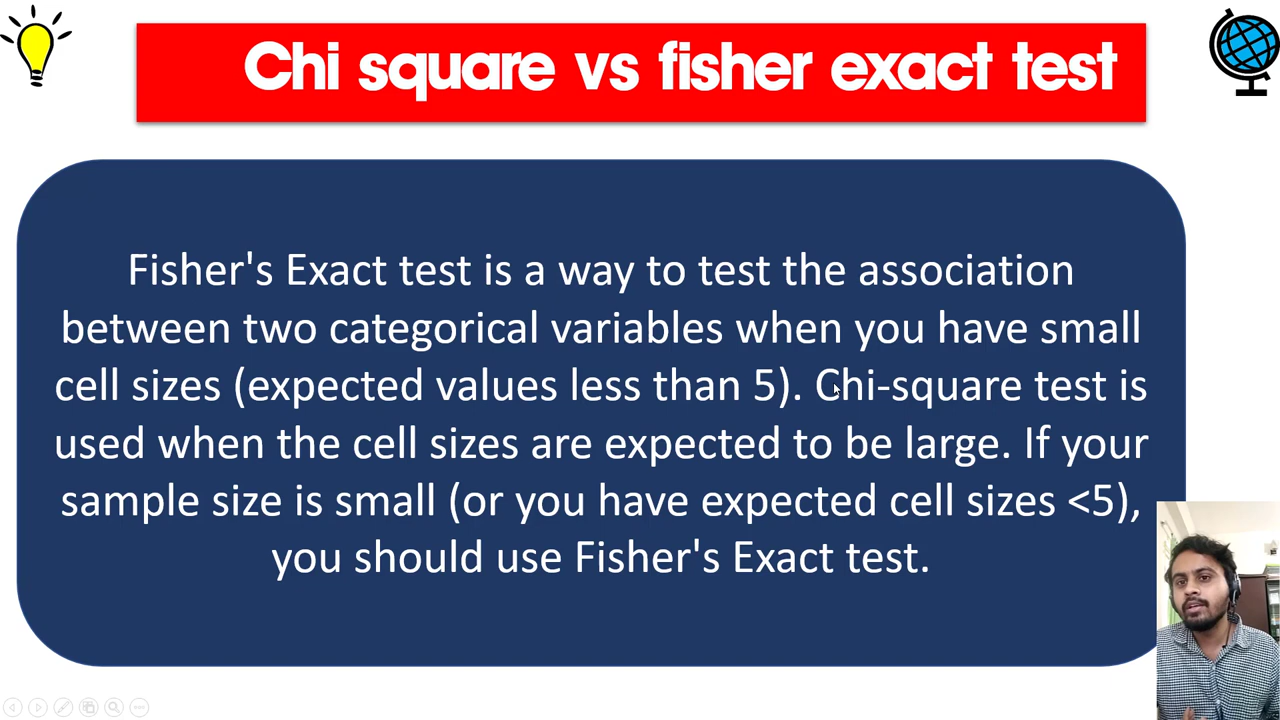 Chi square vs fisher exact test
Fisher's Exact test is a way to test the association
between two categorical variables when you have small
cell sizes (expected values less than 5). Chi-square test is
used when the cell sizes are expected to be large. If your
sample size is small (or you have expected cell sizes <5),
you should use Fisher's Exact test.